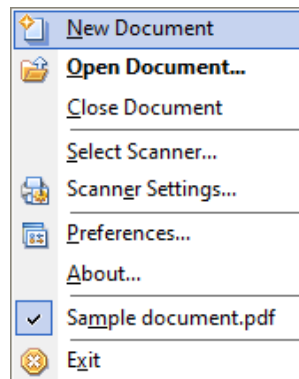 New Document
Open Document...
Close Document
Select Scanner...
Scanner Settings...
Preferences...
About...
Sample document.pdf
Exit